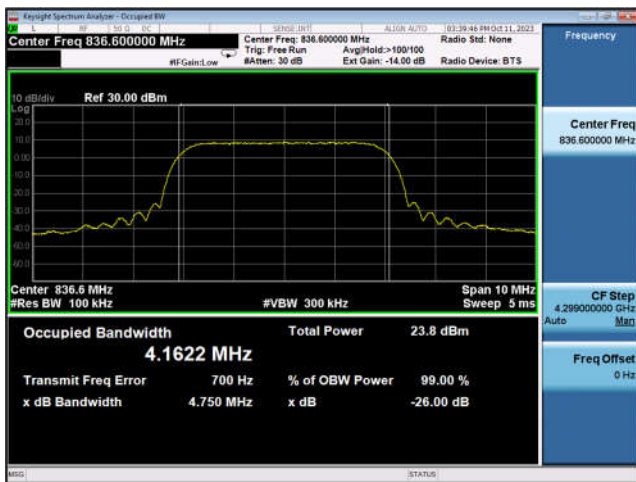 Keysight Spectrum Analyzer - Occupied BW
L RF 50 Ω DC SENSE:INT ALIGN AUTO 03:39:46 PM Oct 11, 2023
Center Freq 836.600000 MHz
Center Freq: 836.600000 MHz
Radio Std: None
Trig: Free Run Avg|Hold:>100/100
#IFGain:Low #Atten: 30 dB Ext Gain: -14.00 dB Radio Device: BTS
10 dB/div Ref 30.00 dBm
Log
20.0
10.0
0.00
-10.0
-20.0
-30.0
-40.0
-50.0
-60.0
Center 836.6 MHz Span 10 MHz
#Res BW 100 kHz #VBW 300 kHz Sweep 5 ms
Occupied Bandwidth Total Power 23.8 dBm
4.1622 MHz
Transmit Freq Error 700 Hz % of OBW Power 99.00 %
x dB Bandwidth 4.750 MHz x dB -26.00 dB
MSG STATUS
Frequency
Center Freq
836.600000 MHz
CF Step
4.299000000 GHz
Auto Man
Freq Offset
0 Hz